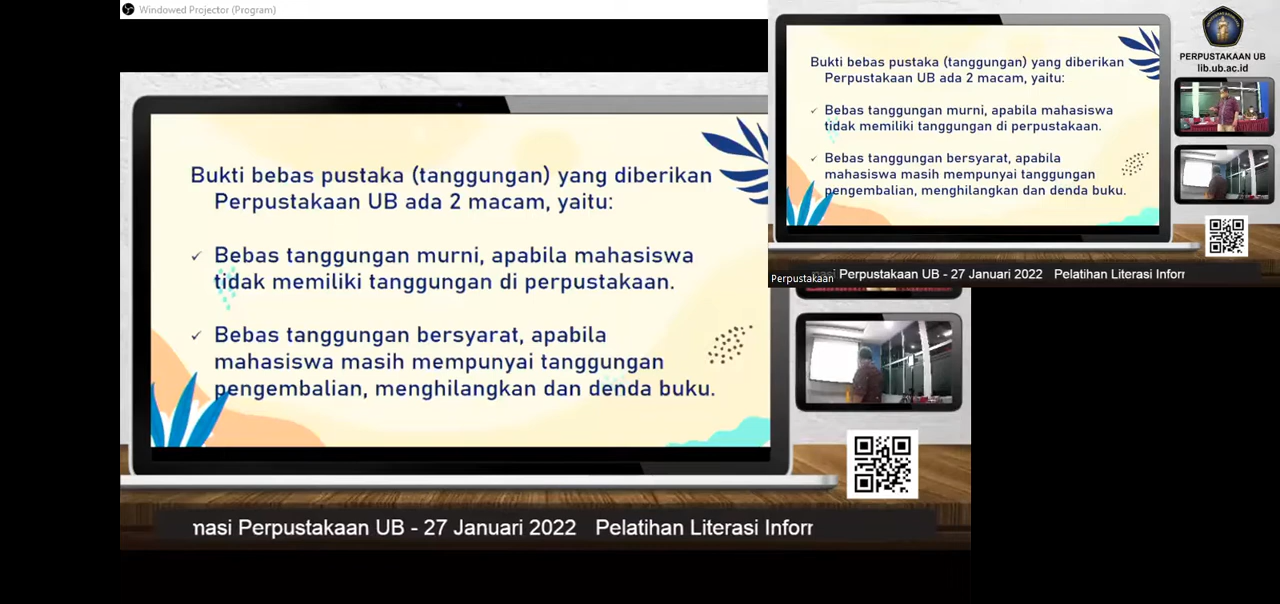 Windowed Projector (Program)
Bukti bebas pustaka (tanggungan) yang diberikan
Perpustakaan UB ada 2 macam, yaitu:
✓ Bebas tanggungan murni, apabila mahasiswa
tidak memiliki tanggungan di perpustakaan.
✓ Bebas tanggungan bersyarat, apabila
mahasiswa masih mempunyai tanggungan
pengembalian, menghilangkan dan denda buku.
masi Perpustakaan UB - 27 Januari 2022 Pelatihan Literasi Inform
Bukti bebas pustaka (tanggungan) yang diberikan
Perpustakaan UB ada 2 macam, yaitu:
✓ Bebas tanggungan murni, apabila mahasiswa
tidak memiliki tanggungan di perpustakaan.
✓ Bebas tanggungan bersyarat, apabila
mahasiswa masih mempunyai tanggungan
pengembalian, menghilangkan dan denda buku.
PERPUSTAKAAN UB
lib.ub.ac.id
Perpustakaan
masi Perpustakaan UB - 27 Januari 2022 Pelatihan Literasi Inform